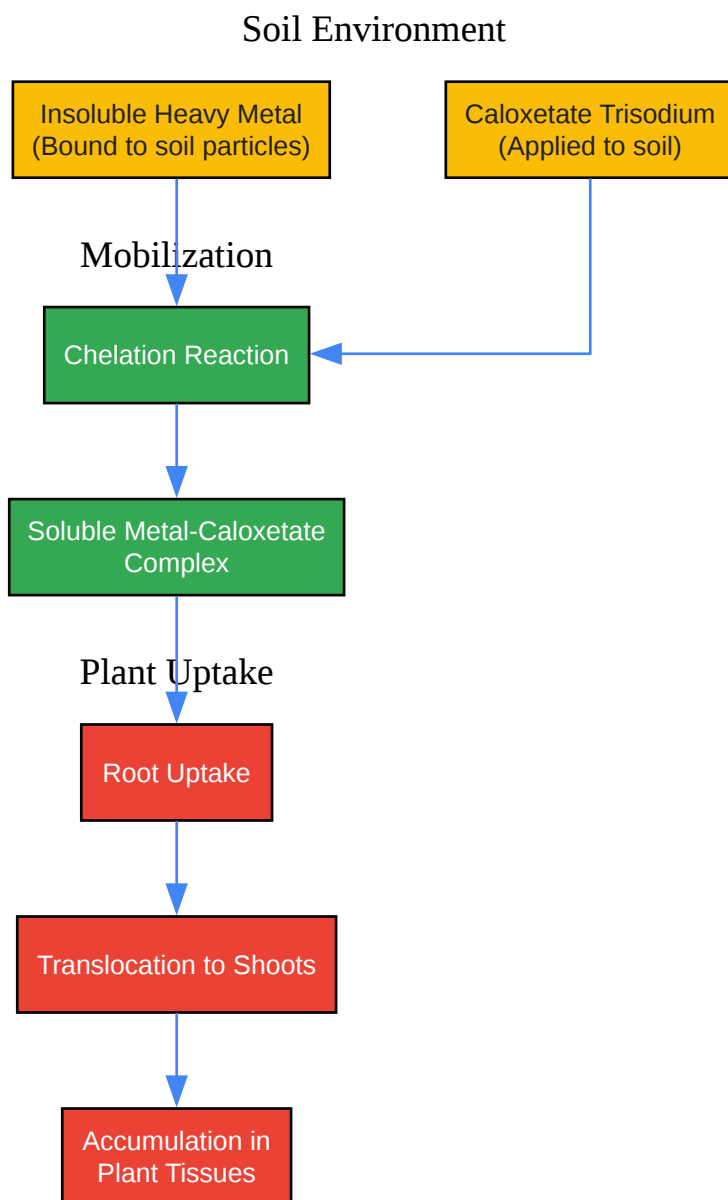 Soil Environment
Insoluble Heavy Metal
(Bound to soil particles)
Caloxetate Trisodium
(Applied to soil)
Mobilization
Chelation Reaction
Soluble Metal-Caloxetate
Complex
Plant Uptake
Root Uptake
Translocation to Shoots
Accumulation in
Plant Tissues